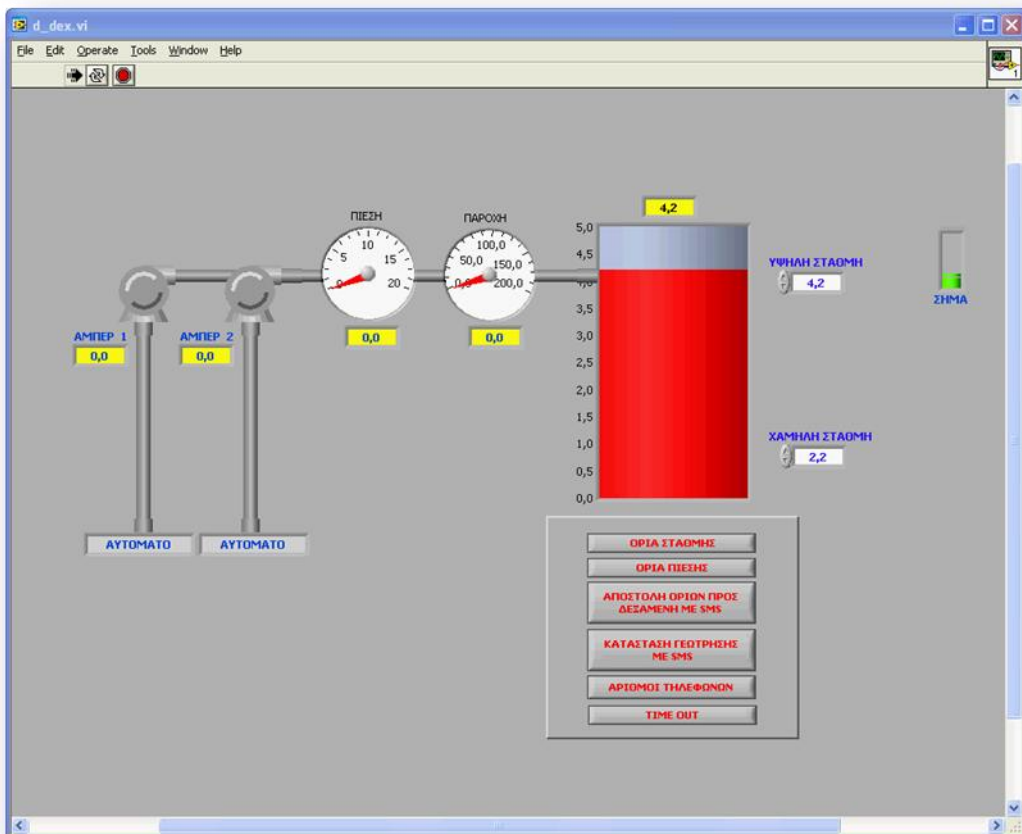 d_dex.vi
File Edit Operate Tools Window Help
1
ΠΙΕΣΗ
0 5 10 15 20
0,0
ΠΑΡΟΧΗ
0,0 50,0 100,0 150,0 200,0
0,0
ΑΜΠΕΡ 1
0,0
ΑΜΠΕΡ 2
0,0
ΑΥΤΟΜΑΤΟ
ΑΥΤΟΜΑΤΟ
4,2
5,0
4,5
4,0
3,5
3,0
2,5
2,0
1,5
1,0
0,5
0,0
ΥΨΗΛΗ ΣΤΑΘΜΗ
4,2
ΧΑΜΗΛΗ ΣΤΑΘΜΗ
2,2
ΣΗΜΑ
ΟΡΙΑ ΣΤΑΘΜΗΣ
ΟΡΙΑ ΠΙΕΣΗΣ
ΑΠΟΣΤΟΛΗ ΟΡΙΩΝ ΠΡΟΣ
ΔΕΞΑΜΕΝΗ ΜΕ SMS
ΚΑΤΑΣΤΑΣΗ ΓΕΩΤΡΗΣΗΣ
ΜΕ SMS
ΑΡΙΘΜΟΙ ΤΗΛΕΦΩΝΩΝ
TIME OUT